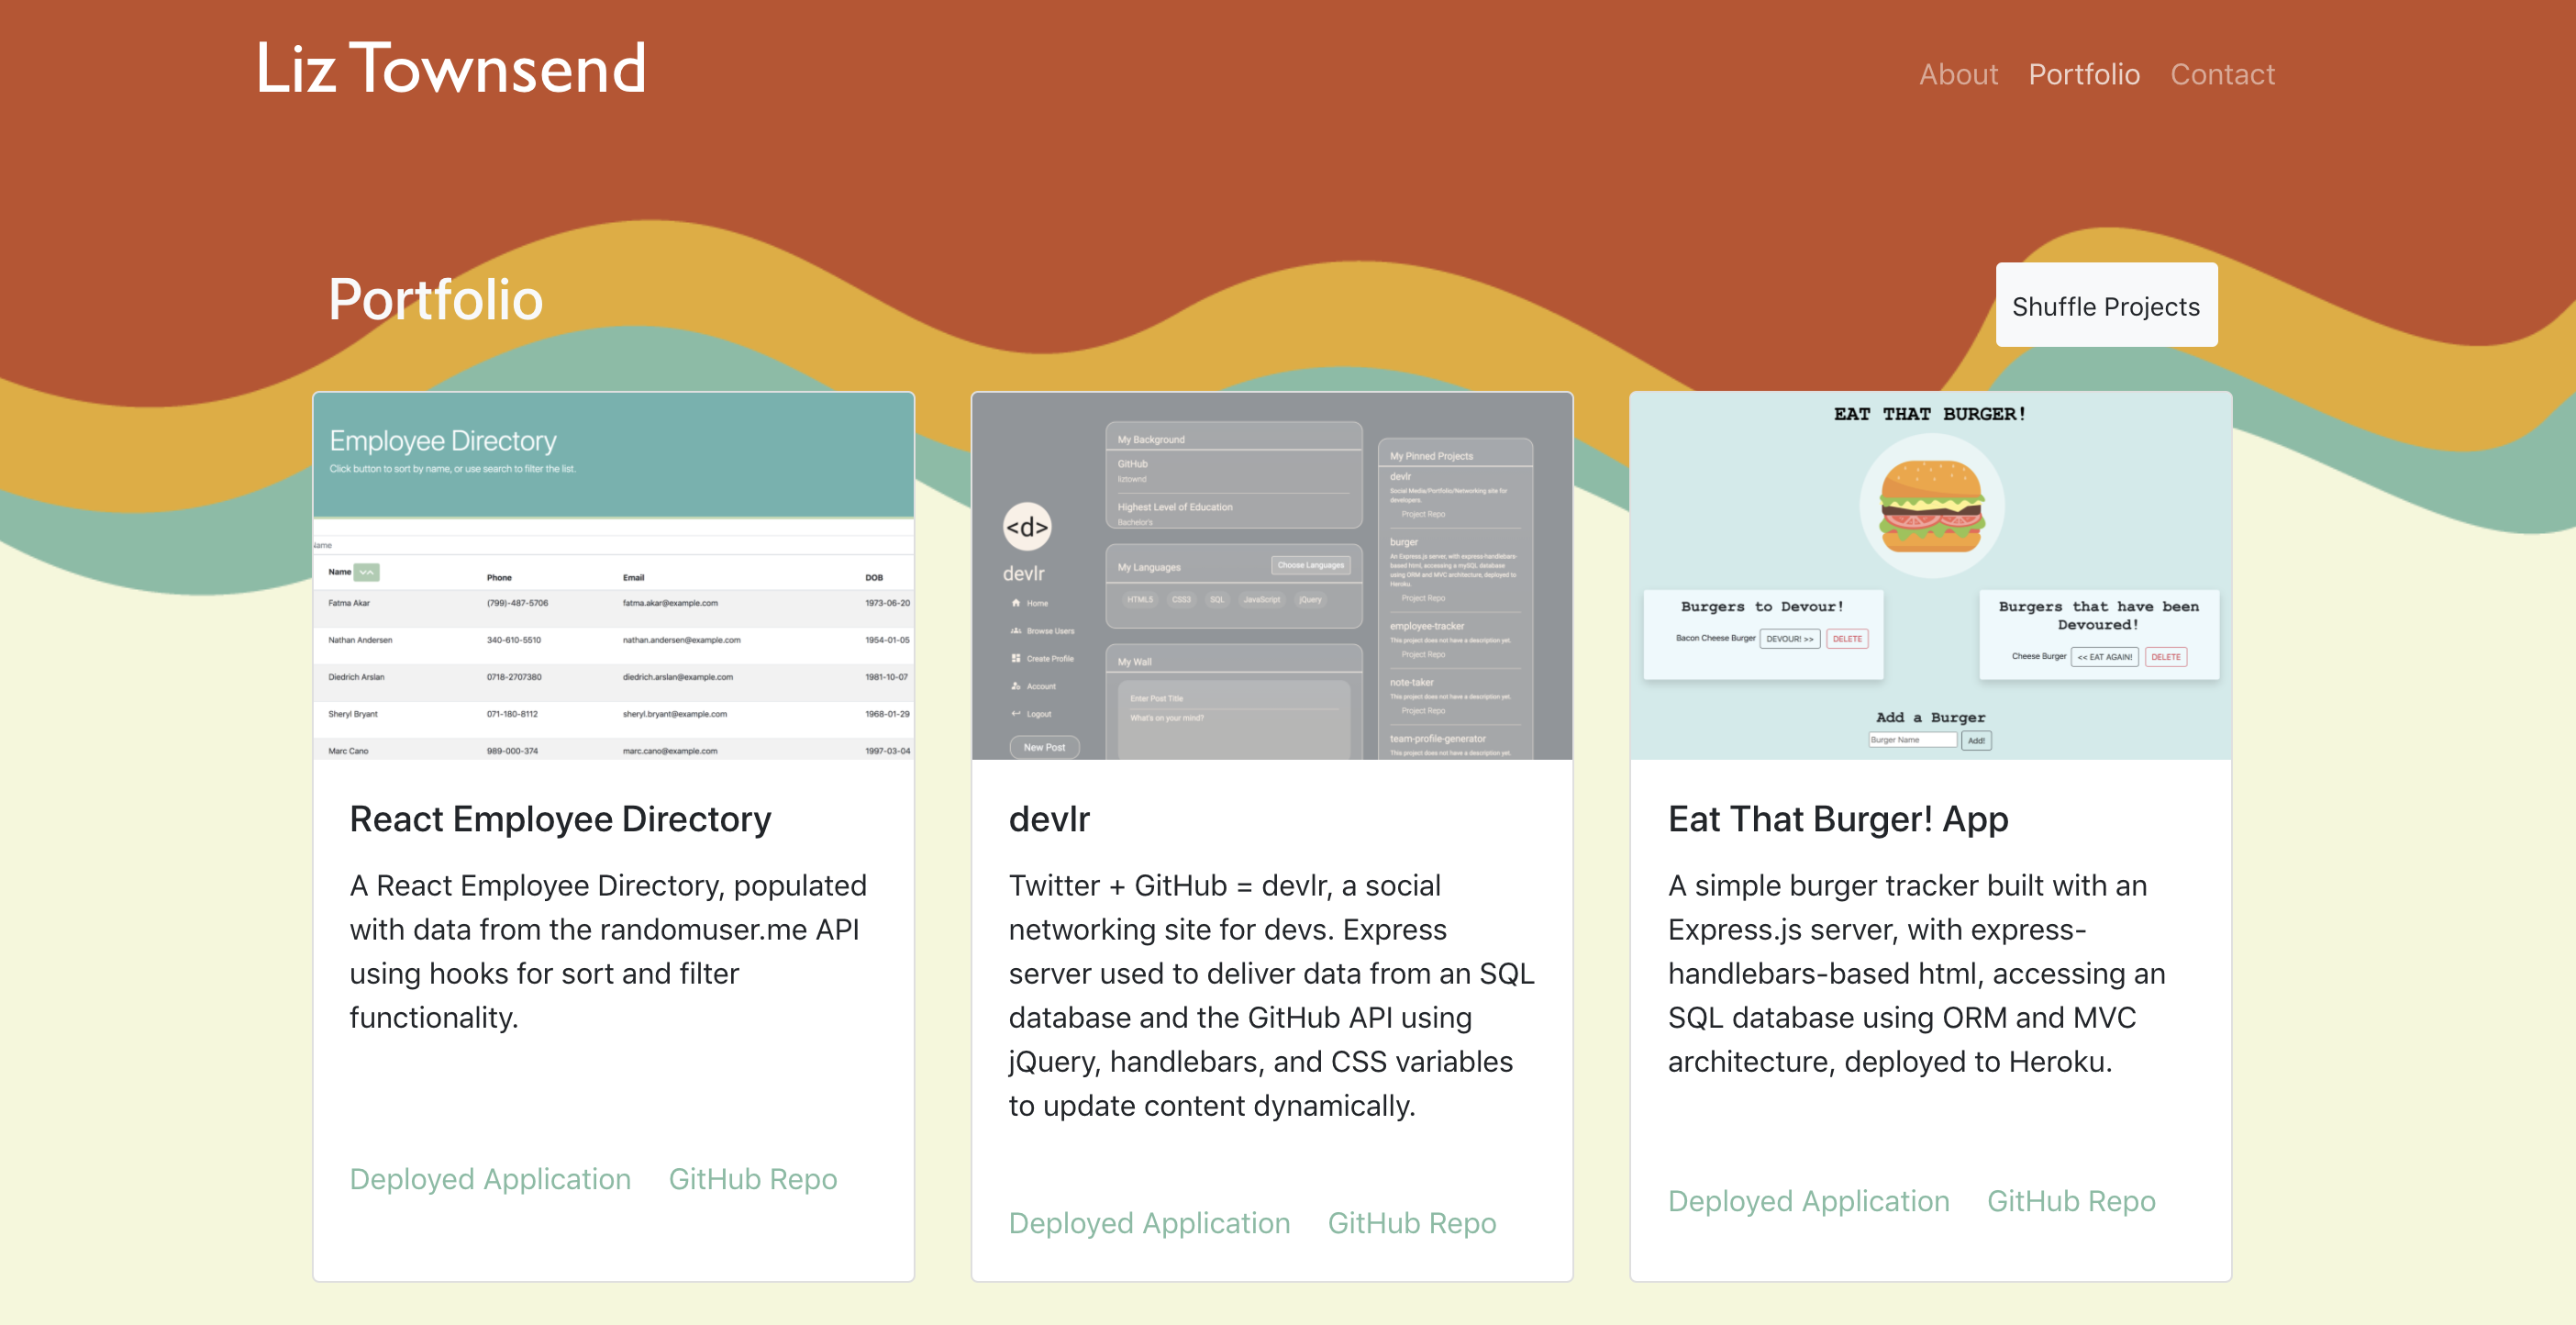 Liz Townsend
About Portfolio Contact
Portfolio
Shuffle Projects
Employee Directory
Click button to sort by name, or use search to filter the list.
Name
Name Phone Email DOB
Fatma Akar (799)-487-5706 fatma.akar@example.com 1973-06-20
Nathan Andersen 340-610-5510 nathan.andersen@example.com 1954-01-05
Diedrich Arslan 0718-2707380 diedrich.arslan@example.com 1981-10-07
Sheryl Bryant 071-180-8112 sheryl.bryant@example.com 1968-01-29
Marc Cano 989-000-374 marc.cano@example.com 1997-03-04
React Employee Directory
A React Employee Directory, populated
with data from the randomuser.me API
using hooks for sort and filter
functionality.
Deployed Application GitHub Repo
<d>
devlr
Home
Browse Users
Create Profile
Account
Logout
New Post
My Background
GitHub
liztownd
Highest Level of Education
Bachelor's
My Languages Choose Languages
HTML5 CSS3 SQL JavaScript jQuery
My Wall
Enter Post Title
What's on your mind?
My Pinned Projects
devlr
Social Media/Portfolio/Networking site for
developers.
Project Repo
burger
An Express.js server, with express-handlebars-
based html, accessing a mySQL database
using ORM and MVC architecture, deployed to
Heroku.
Project Repo
employee-tracker
This project does not have a description yet.
Project Repo
note-taker
This project does not have a description yet.
Project Repo
team-profile-generator
This project does not have a description yet.
devlr
Twitter + GitHub = devlr, a social
networking site for devs. Express
server used to deliver data from an SQL
database and the GitHub API using
jQuery, handlebars, and CSS variables
to update content dynamically.
Deployed Application GitHub Repo
EAT THAT BURGER!
Burgers to Devour!
Bacon Cheese Burger DEVOUR! >> DELETE
Burgers that have been
Devoured!
Cheese Burger << EAT AGAIN! DELETE
Add a Burger
Burger Name Add!
Eat That Burger! App
A simple burger tracker built with an
Express.js server, with express-
handlebars-based html, accessing an
SQL database using ORM and MVC
architecture, deployed to Heroku.
Deployed Application GitHub Repo